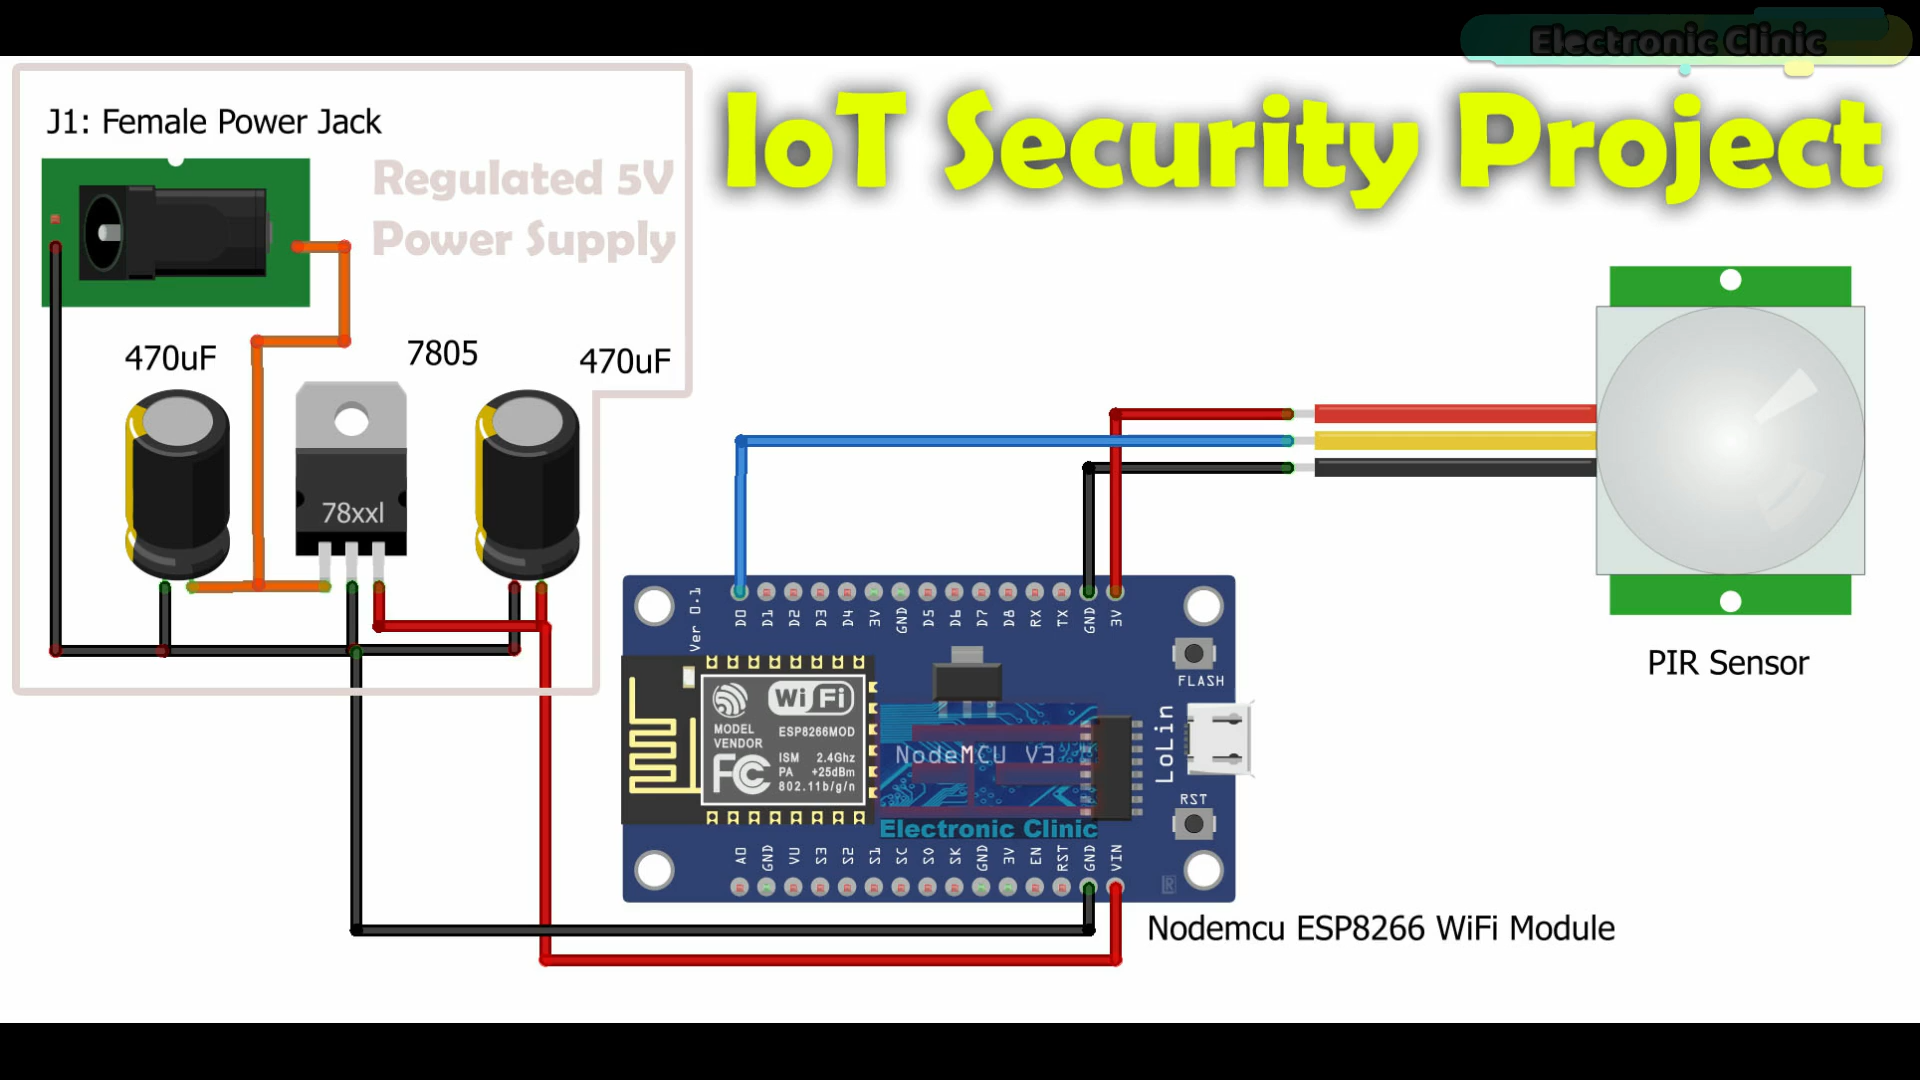 Electronic Clinic
IoT Security Project
J1: Female Power Jack
Regulated 5V
Power Supply
470uF
7805
470uF
78xxl
PIR Sensor
Ver 0.1
D0 D1 D2 D3 D4 3V GND D5 D6 D7 D8 RX TX GND 3V
FLASH
WiFi
MODEL
VENDOR
ESP8266MOD
ISM 2.4Ghz
PA +25dBm
802.11b/g/n
FC
NodeMCU V3
LoLin
RST
Electronic Clinic
A0 GND VU S3 S2 S1 SC S0 SK GND 3V EN RST GND VIN
Nodemcu ESP8266 WiFi Module